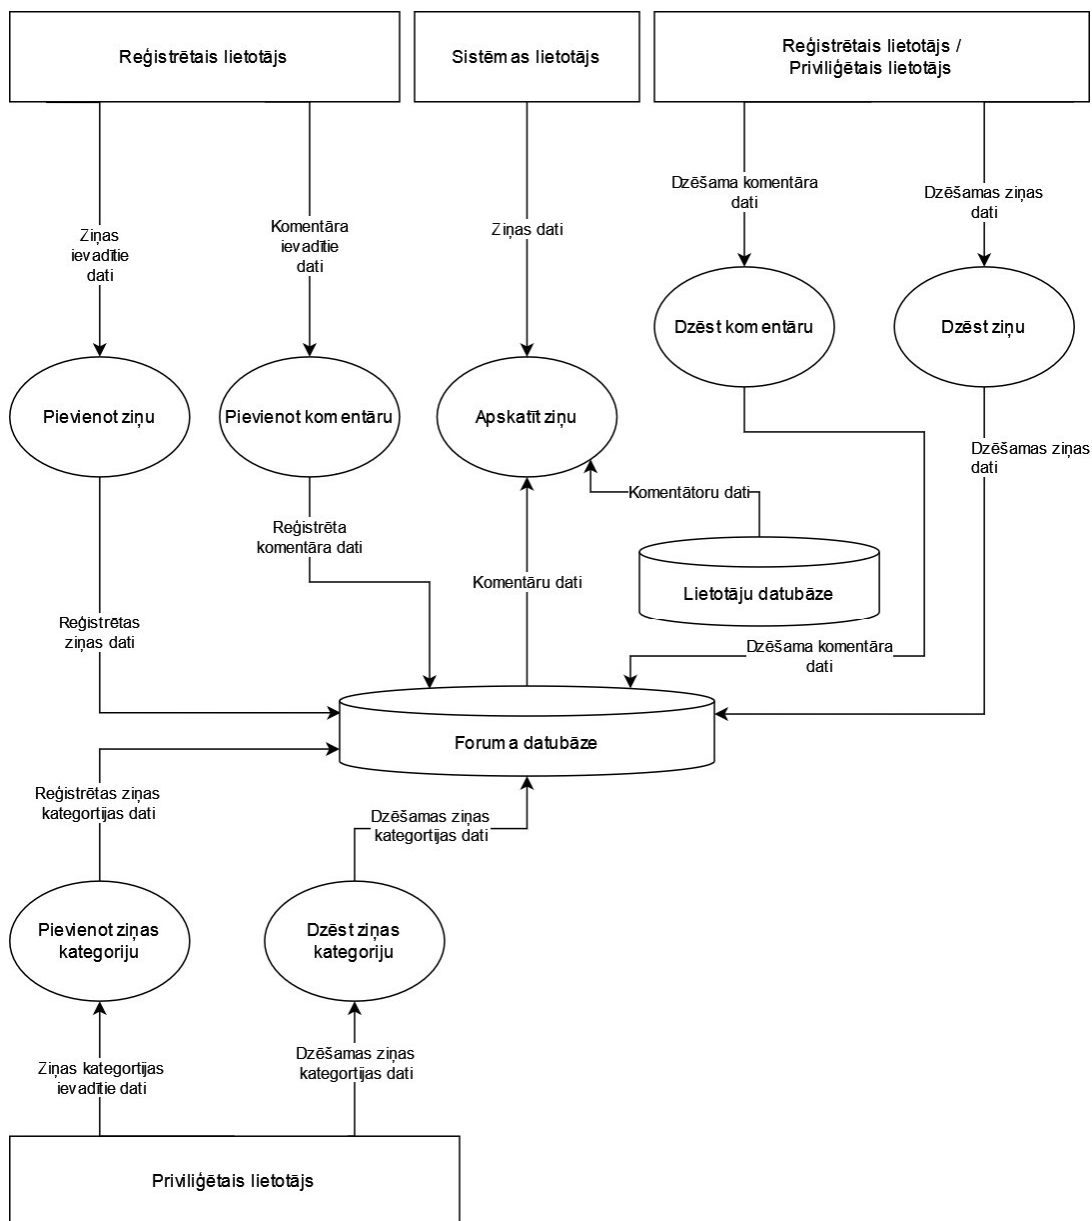 Reģistrētais lietotājs
Sistēmas lietotājs
Reģistrētais lietotājs /
Priviliģētais lietotājs
Ziņas
ievadītie
dati
Komentāra
ievadītie
dati
Ziņas dati
Dzēšama komentāra
dati
Dzēšamas ziņas
dati
Pievienot ziņu
Pievienot komentāru
Apskatīt ziņu
Dzēst komentāru
Dzēst ziņu
Reģistrēta
komentāra dati
Komentātoru dati
Dzēšamas ziņas
dati
Reģistrētas
ziņas dati
Komentāru dati
Lietotāju datubāze
Dzēšama komentāra
dati
Foruma datubāze
Reģistrētas ziņas
kategortijas dati
Dzēšamas ziņas
kategortijas dati
Pievienot ziņas
kategoriju
Dzēst ziņas
kategoriju
Ziņas kategortijas
ievadītie dati
Dzēšamas ziņas
kategortijas dati
Priviliģētais lietotājs